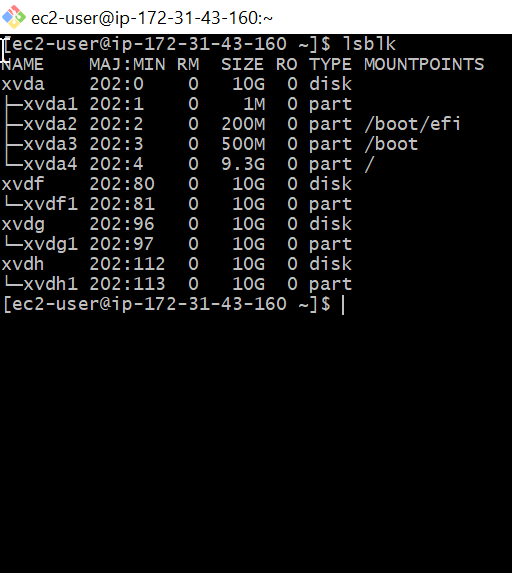 ec2-user@ip-172-31-43-160:~
[ec2-user@ip-172-31-43-160 ~]$ lsblk
NAME    MAJ:MIN RM  SIZE RO TYPE MOUNTPOINTS
xvda    202:0    0   10G  0 disk
├─xvda1 202:1    0    1M  0 part
├─xvda2 202:2    0  200M  0 part /boot/efi
├─xvda3 202:3    0  500M  0 part /boot
└─xvda4 202:4    0  9.3G  0 part /
xvdf    202:80   0   10G  0 disk
└─xvdf1 202:81   0   10G  0 part
xvdg    202:96   0   10G  0 disk
└─xvdg1 202:97   0   10G  0 part
xvdh    202:112  0   10G  0 disk
└─xvdh1 202:113  0   10G  0 part
[ec2-user@ip-172-31-43-160 ~]$